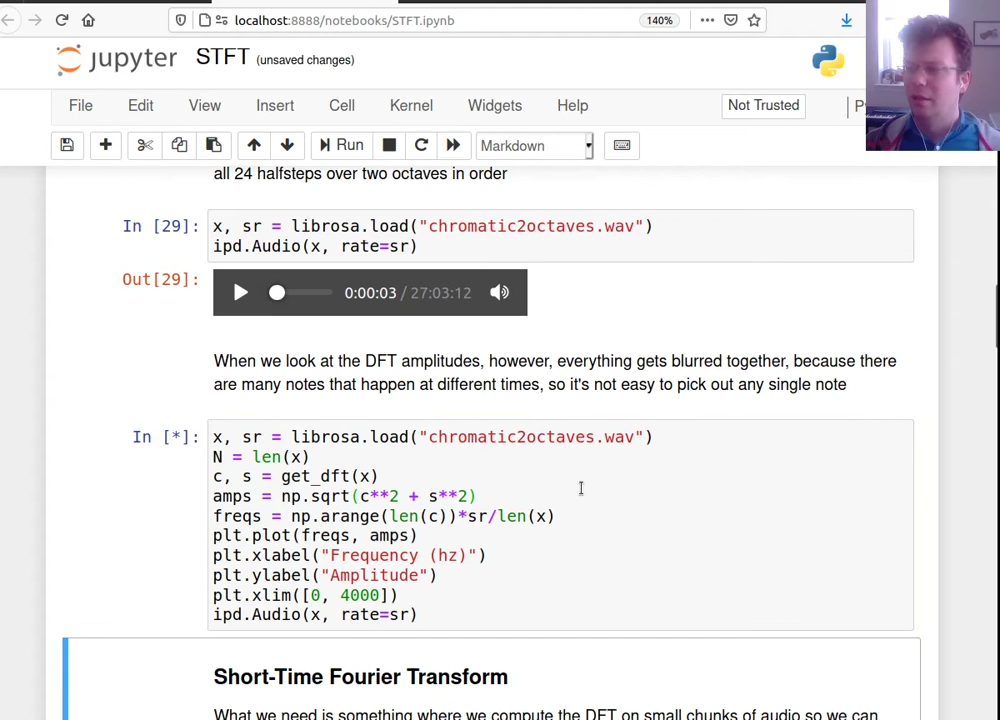 localhost:8888/notebooks/STFT.ipynb
140%
jupyter STFT (unsaved changes)
File Edit View Insert Cell Kernel Widgets Help Not Trusted P
Run Markdown
all 24 halfsteps over two octaves in order
In [29]: x, sr = librosa.load("chromatic2octaves.wav")
ipd.Audio(x, rate=sr)
Out[29]: 0:00:03 / 27:03:12
When we look at the DFT amplitudes, however, everything gets blurred together, because there
are many notes that happen at different times, so it's not easy to pick out any single note
In [*]: x, sr = librosa.load("chromatic2octaves.wav")
N = len(x)
c, s = get_dft(x)
amps = np.sqrt(c**2 + s**2)
freqs = np.arange(len(c))*sr/len(x)
plt.plot(freqs, amps)
plt.xlabel("Frequency (hz)")
plt.ylabel("Amplitude")
plt.xlim([0, 4000])
ipd.Audio(x, rate=sr)
Short-Time Fourier Transform
What we need is something where we compute the DFT on small chunks of audio so we can